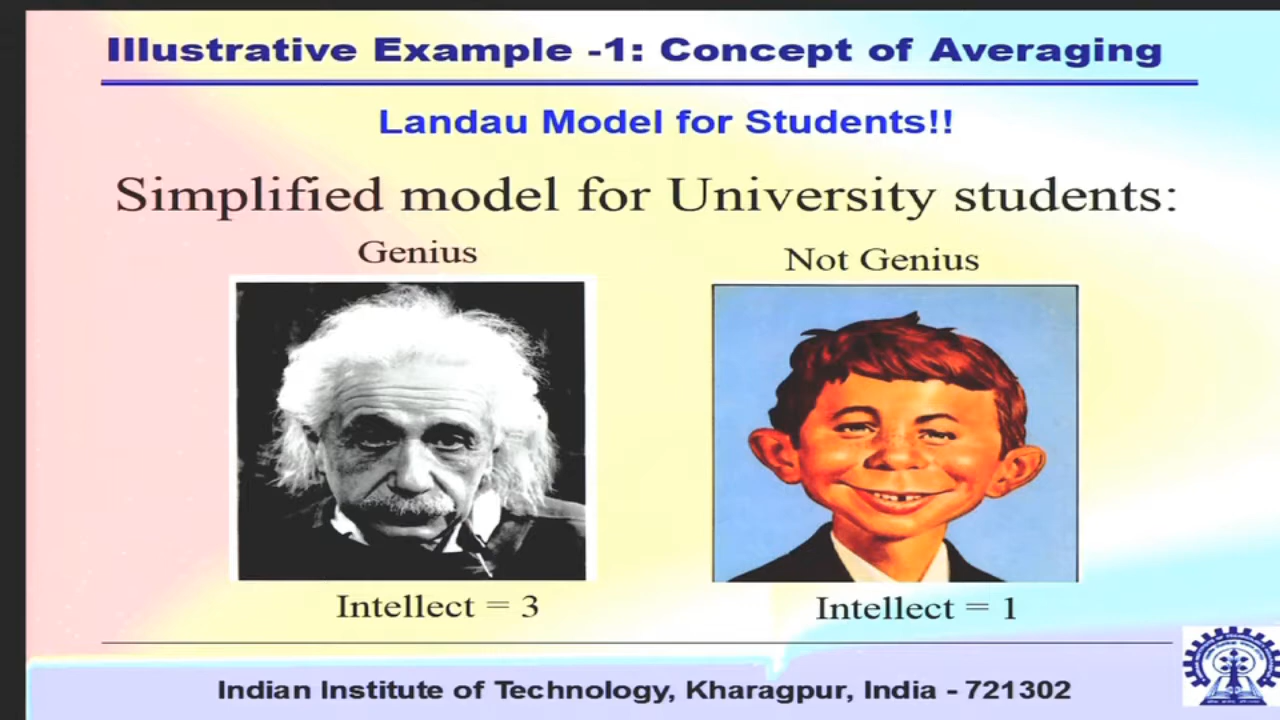 Illustrative Example -1: Concept of Averaging
Landau Model for Students!!
Simplified model for University students:
Genius
Not Genius
Intellect = 3
Intellect = 1
Indian Institute of Technology, Kharagpur, India - 721302